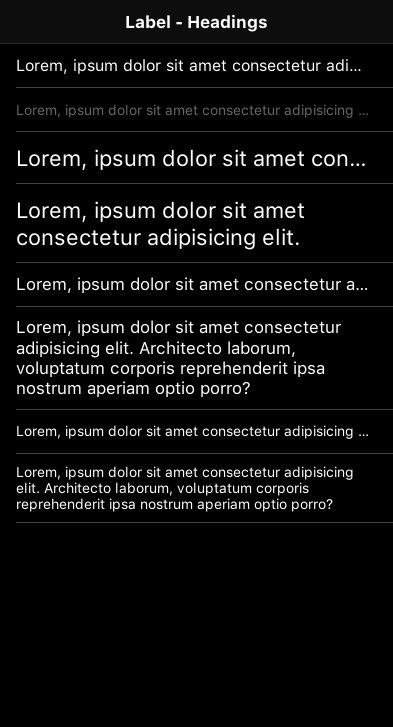 Label - Headings
Lorem, ipsum dolor sit amet consectetur adi...
Lorem, ipsum dolor sit amet consectetur adipisicing ...
Lorem, ipsum dolor sit amet con...
Lorem, ipsum dolor sit amet
consectetur adipisicing elit.
Lorem, ipsum dolor sit amet consectetur a...
Lorem, ipsum dolor sit amet consectetur
adipisicing elit. Architecto laborum,
voluptatum corporis reprehenderit ipsa
nostrum aperiam optio porro?
Lorem, ipsum dolor sit amet consectetur adipisicing ...
Lorem, ipsum dolor sit amet consectetur adipisicing
elit. Architecto laborum, voluptatum corporis
reprehenderit ipsa nostrum aperiam optio porro?